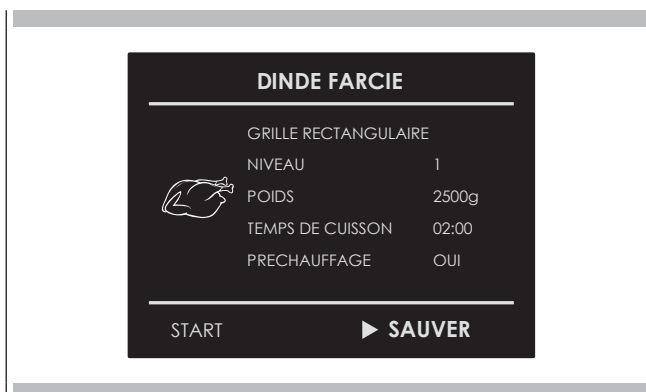 DINDE FARCIE
GRILLE RECTANGULAIRE
NIVEAU 1
POIDS 2500g
TEMPS DE CUISSON 02:00
PRECHAUFFAGE OUI
START ▶ SAUVER